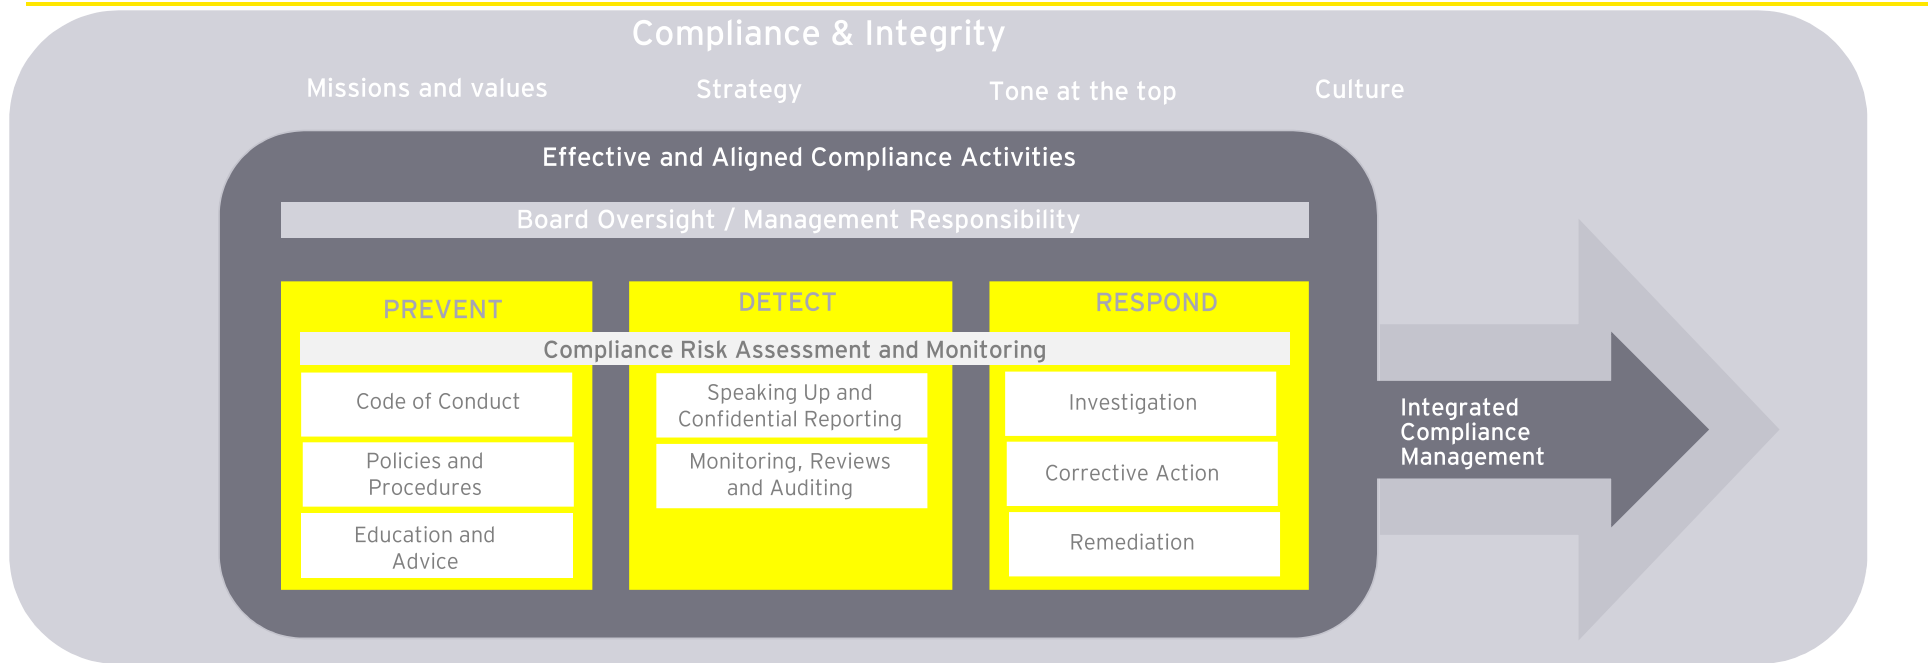 Compliance & Integrity
Missions and values
Strategy
Tone at the top
Culture
Effective and Aligned Compliance Activities
Board Oversight / Management Responsibility
PREVENT
DETECT
RESPOND
Compliance Risk Assessment and Monitoring
Code of Conduct
Policies and
Procedures
Education and
Advice
Speaking Up and
Confidential Reporting
Monitoring, Reviews
and Auditing
Investigation
Corrective Action
Remediation
Integrated
Compliance
Management